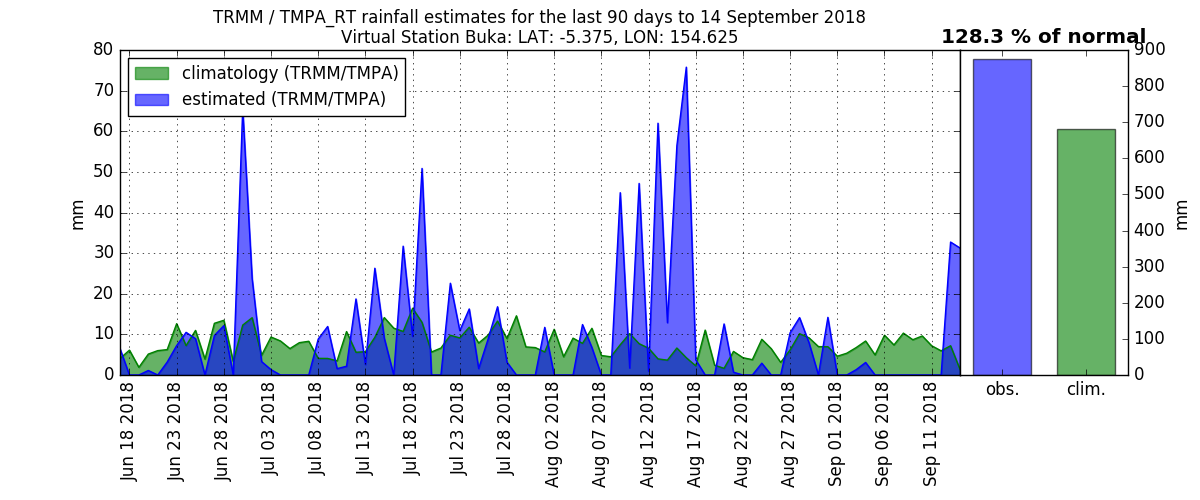 TRMM / TMPA_RT rainfall estimates for the last 90 days to 14 September 2018
Virtual Station Buka: LAT: -5.375, LON: 154.625
128.3 % of normal
climatology (TRMM/TMPA)
estimated (TRMM/TMPA)
80
70
60
50
40
30
20
10
0
mm
900
800
700
600
500
400
300
200
100
0
mm
obs.
clim.
Jun 18 2018
Jun 23 2018
Jun 28 2018
Jul 03 2018
Jul 08 2018
Jul 13 2018
Jul 18 2018
Jul 23 2018
Jul 28 2018
Aug 02 2018
Aug 07 2018
Aug 12 2018
Aug 17 2018
Aug 22 2018
Aug 27 2018
Sep 01 2018
Sep 06 2018
Sep 11 2018